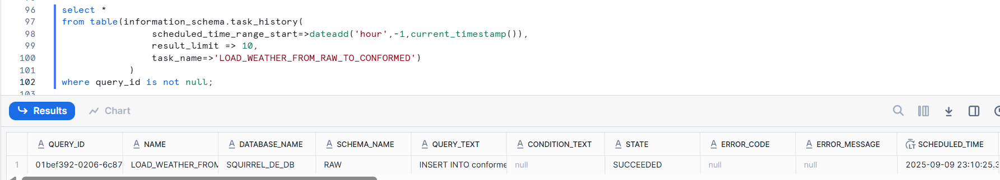 96 select *
97 from table(information_schema.task_history(
98 scheduled_time_range_start=>dateadd('hour',-1,current_timestamp()),
99 result_limit => 10,
100 task_name=>'LOAD_WEATHER_FROM_RAW_TO_CONFORMED')
101 )
102 where query_id is not null;
103
Results Chart
QUERY_ID NAME DATABASE_NAME SCHEMA_NAME QUERY_TEXT CONDITION_TEXT STATE ERROR_CODE ERROR_MESSAGE SCHEDULED_TIME
1 01bef392-0206-6c87 LOAD_WEATHER_FROM SQUIRREL_DE_DB RAW INSERT INTO conforme null SUCCEEDED null null 2025-09-09 23:10:25.3